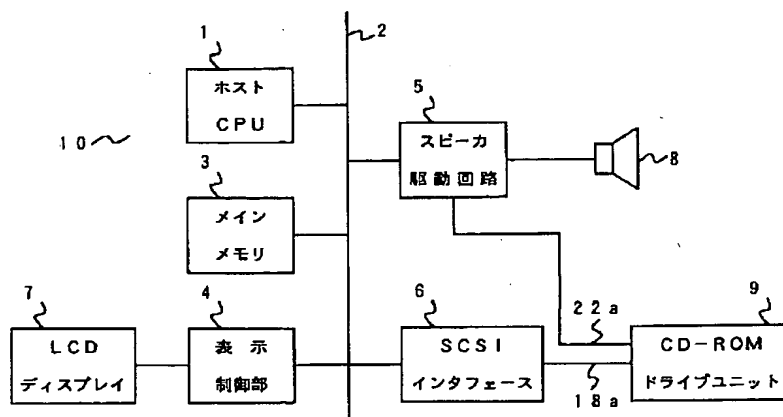 1
2
ホスト
CPU
5
スピーカ
駆動回路
8
10
3
メイン
メモリ
7
4
6
22a
9
LCD
ディスプレイ
表示
制御部
SCSI
インタフェース
CD-ROM
ドライブユニット
18a